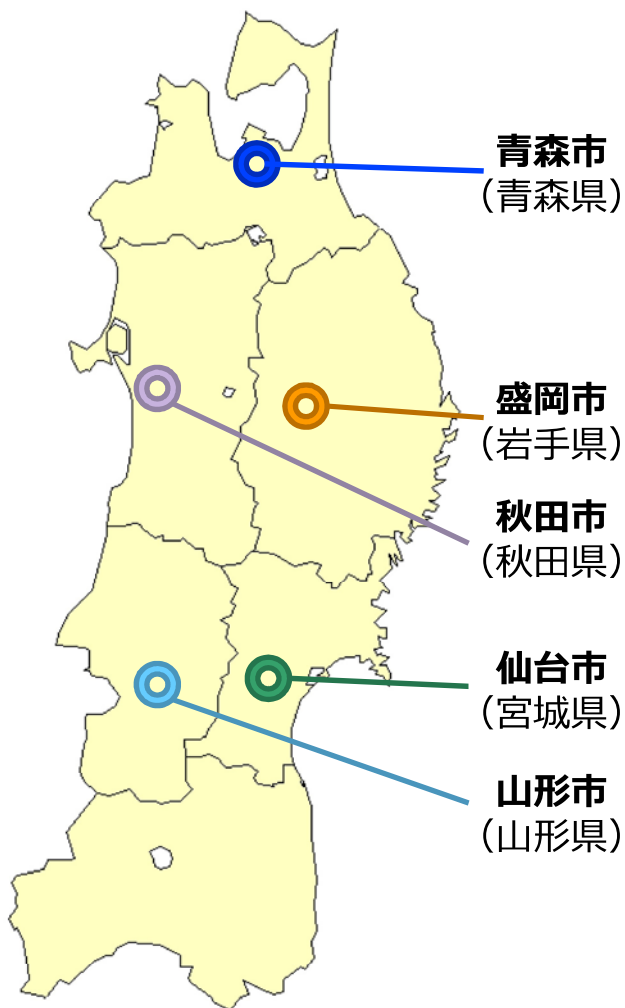 青森市
（青森県）
盛岡市
（岩手県）
秋田市
（秋田県）
仙台市
（宮城県）
山形市
（山形県）